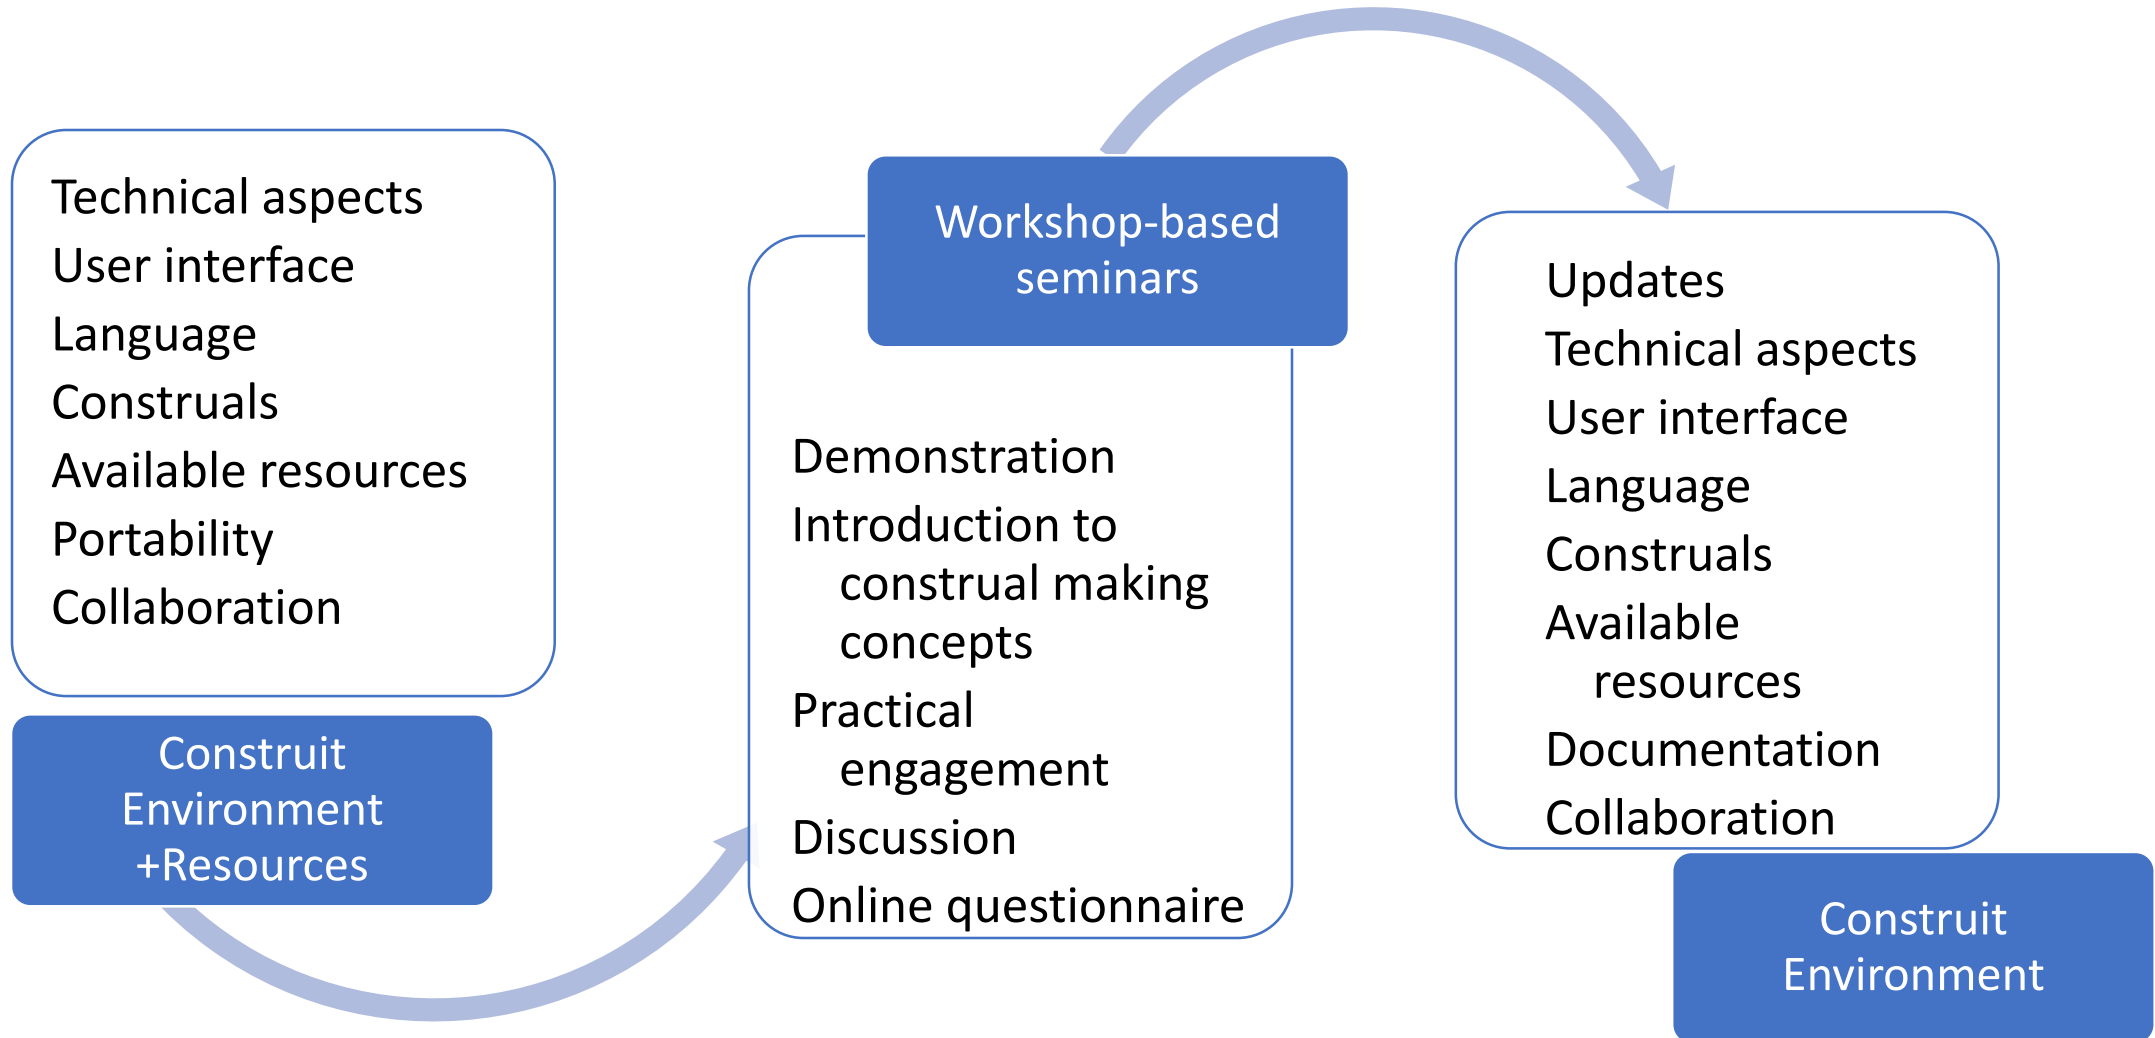 Technical aspects
User interface
Language
Construals
Available resources
Portability
Collaboration
Construit
Environment
+Resources
Workshop-based
seminars
Demonstration
Introduction to
construal making
concepts
Practical
engagement
Discussion
Online questionnaire
Updates
Technical aspects
User interface
Language
Construals
Available
resources
Documentation
Collaboration
Construit
Environment